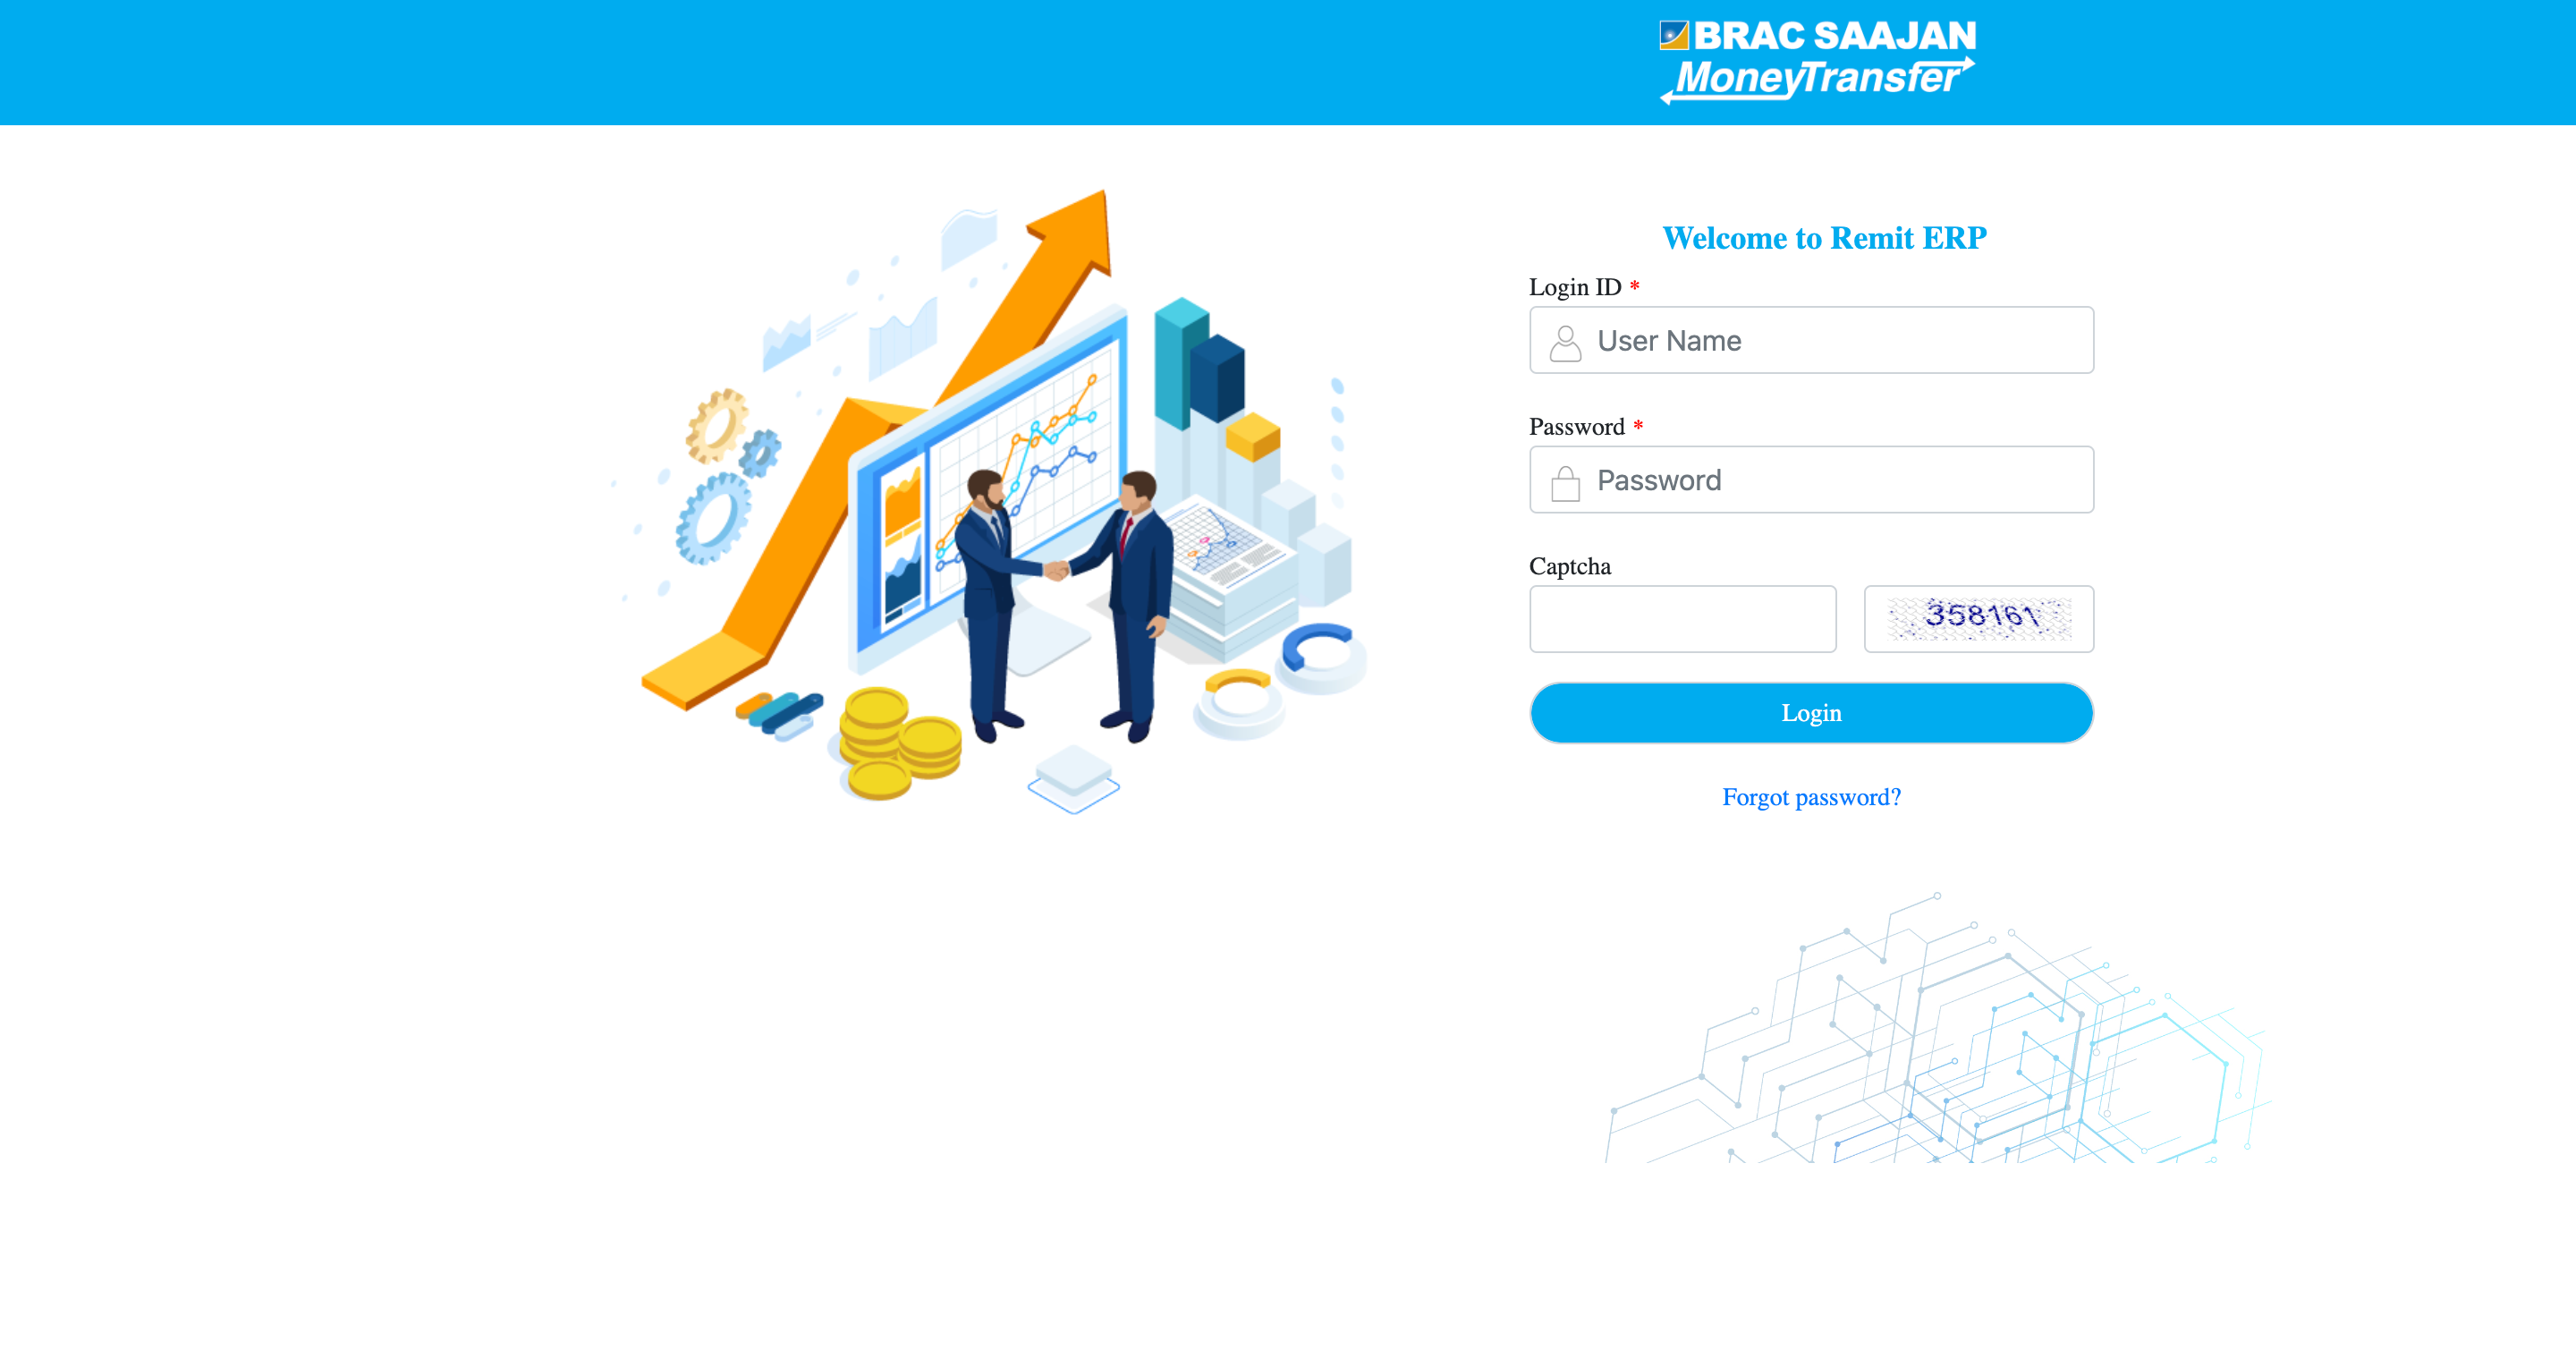 BRAC SAAJAN
MoneyTransfer
Welcome to Remit ERP
Login ID *
User Name
Password *
Password
Captcha
358161
Login
Forgot password?